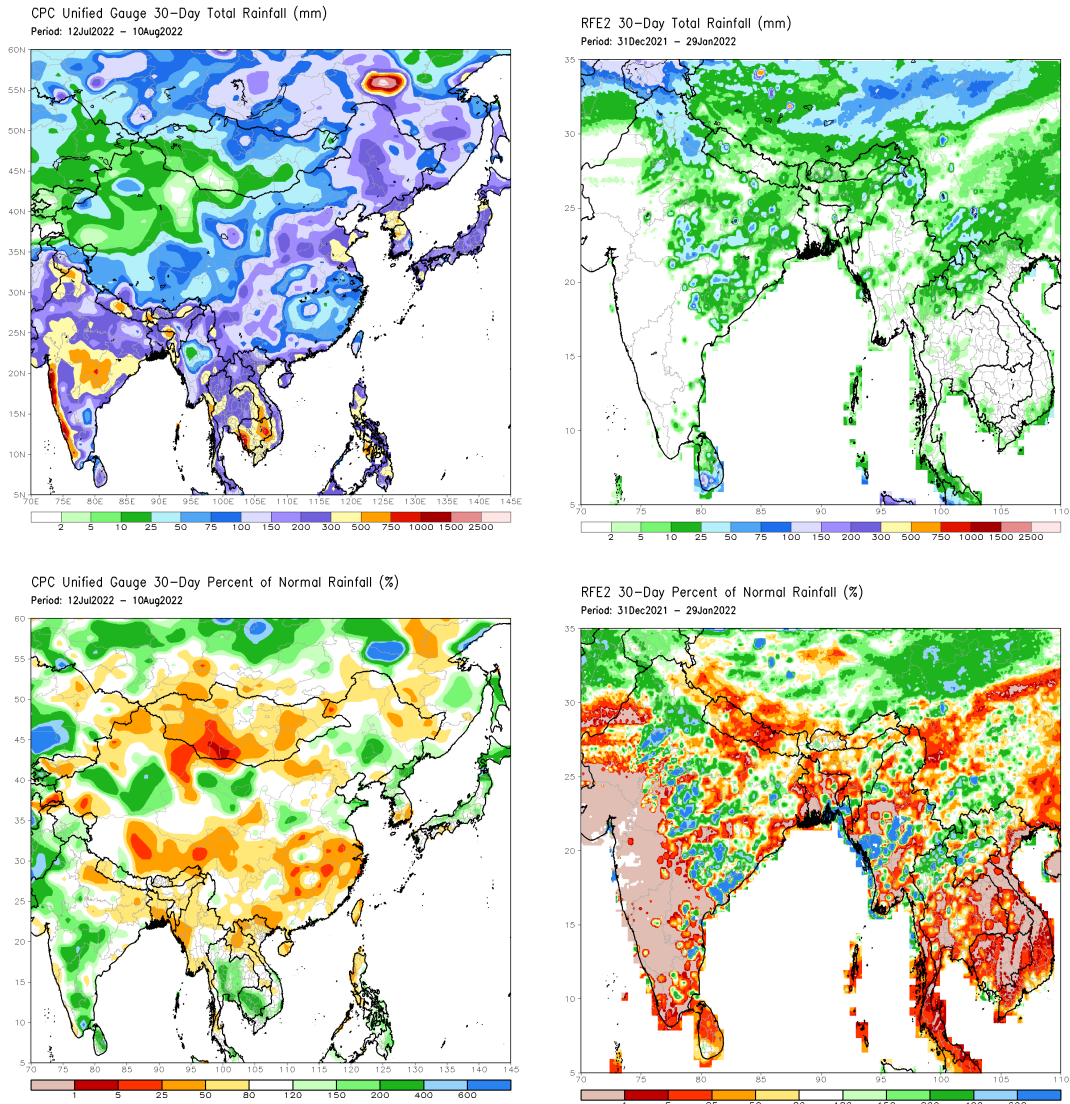 CPC Unified Gauge 30-Day Total Rainfall (mm)
Period: 12Jul2022 - 10Aug2022
60N
55N
50N
45N
40N
35N
30N
25N
20N
15N
10N
5N
70E 75E 80E 85E 90E 95E 100E 105E 110E 115E 120E 125E 130E 135E 140E 145E
2 5 10 25 50 75 100 150 200 300 500 750 1000 1500 2500
RFE2 30-Day Total Rainfall (mm)
Period: 31Dec2021 - 29Jan2022
35
30
25
20
15
10
5
70 75 80 85 90 95 100 105 110
2 5 10 25 50 75 100 150 200 300 500 750 1000 1500 2500
CPC Unified Gauge 30-Day Percent of Normal Rainfall (%)
Period: 12Jul2022 - 10Aug2022
60
55
50
45
40
35
30
25
20
15
10
5
70 75 80 85 90 95 100 105 110 115 120 125 130 135 140 145
1 5 25 50 80 120 150 200 400 600
RFE2 30-Day Percent of Normal Rainfall (%)
Period: 31Dec2021 - 29Jan2022
35
30
25
20
15
10
5
70 75 80 85 90 95 100 105 110